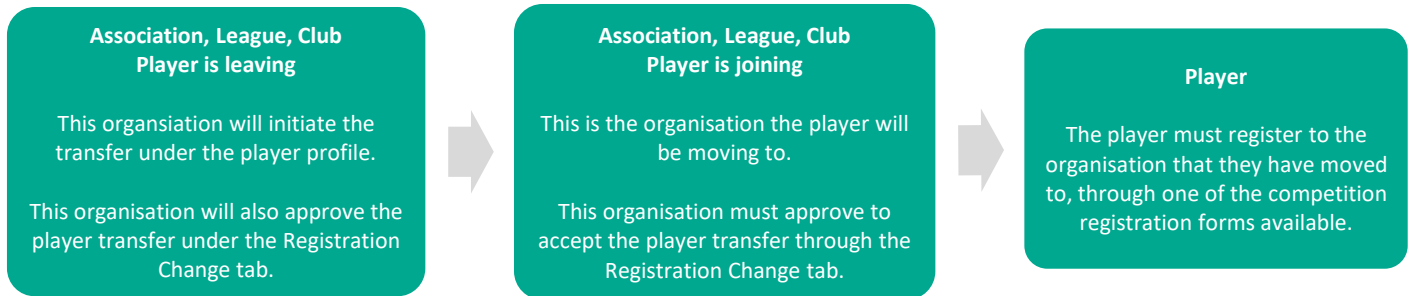 Association, League, Club
Player is leaving
This organsiation will initiate the
transfer under the player profile.
This organisation will also approve the
player transfer under the Registration
Change tab.
Association, League, Club
Player is joining
This is the organisation the player will
be moving to.
This organisation must approve to
accept the player transfer through the
Registration Change tab.
Player
The player must register to the
organisation that they have moved
to, through one of the competition
registration forms available.